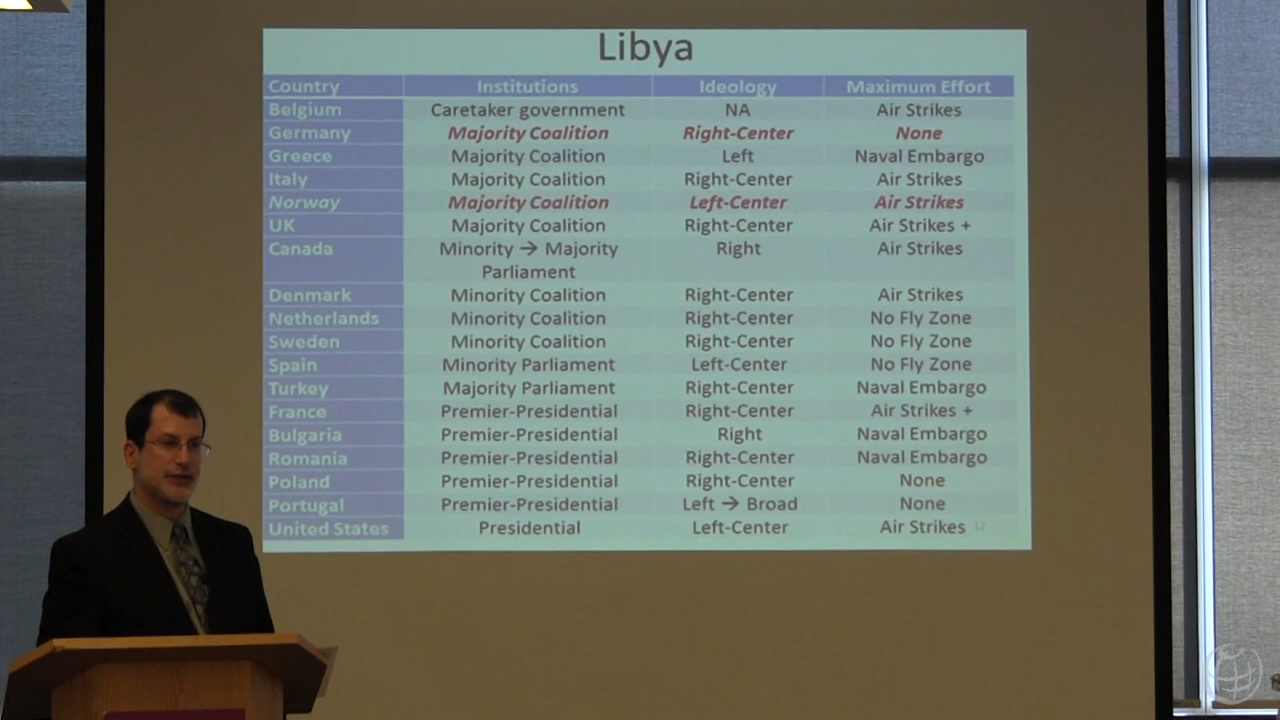 Libya
Country Institutions Ideology Maximum Effort
Belgium Caretaker government NA Air Strikes
Germany Majority Coalition Right-Center None
Greece Majority Coalition Left Naval Embargo
Italy Majority Coalition Right-Center Air Strikes
Norway Majority Coalition Left-Center Air Strikes
UK Majority Coalition Right-Center Air Strikes +
Canada Minority → Majority Right Air Strikes
Parliament
Denmark Minority Coalition Right-Center Air Strikes
Netherlands Minority Coalition Right-Center No Fly Zone
Sweden Minority Coalition Right-Center No Fly Zone
Spain Minority Parliament Left-Center No Fly Zone
Turkey Majority Parliament Right-Center Naval Embargo
France Premier-Presidential Right-Center Air Strikes +
Bulgaria Premier-Presidential Right Naval Embargo
Romania Premier-Presidential Right-Center Naval Embargo
Poland Premier-Presidential Right-Center None
Portugal Premier-Presidential Left → Broad None
United States Presidential Left-Center Air Strikes 12